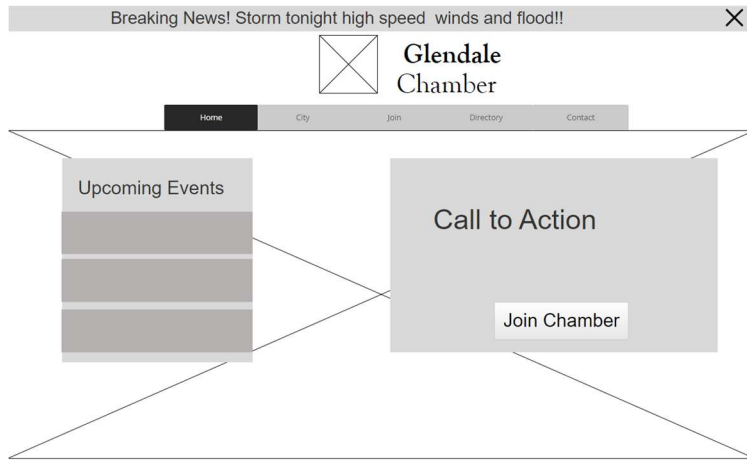 Breaking News! Storm tonight high speed winds and flood!!
Glendale
Chamber
Home City Join Directory Contact
Upcoming Events
Call to Action
Join Chamber